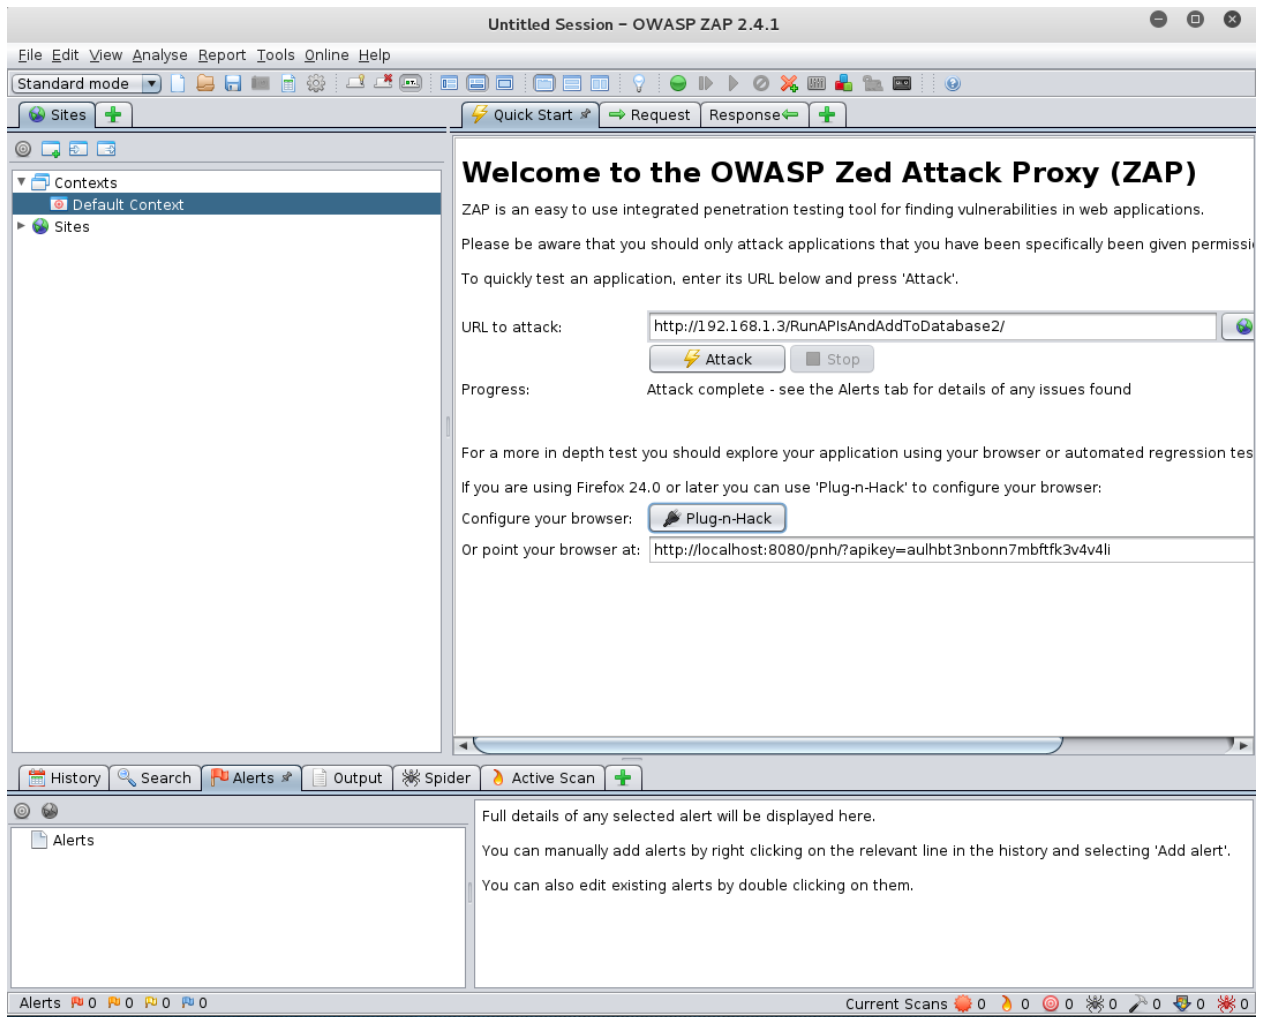 Untitled Session – OWASP ZAP 2.4.1
File Edit View Analyse Report Tools Online Help
Standard mode
Sites
Quick Start
Request
Response
Contexts
Default Context
Sites
Welcome to the OWASP Zed Attack Proxy (ZAP)
ZAP is an easy to use integrated penetration testing tool for finding vulnerabilities in web applications.
Please be aware that you should only attack applications that you have been specifically been given permissi
To quickly test an application, enter its URL below and press 'Attack'.
URL to attack: http://192.168.1.3/RunAPIsAndAddToDatabase2/
Attack Stop
Progress: Attack complete - see the Alerts tab for details of any issues found
For a more in depth test you should explore your application using your browser or automated regression tes
If you are using Firefox 24.0 or later you can use 'Plug-n-Hack' to configure your browser:
Configure your browser: Plug-n-Hack
Or point your browser at: http://localhost:8080/pnh/?apikey=aulhbt3nbonn7mbftfk3v4v4li
History Search Alerts Output Spider Active Scan
Alerts
Full details of any selected alert will be displayed here.
You can manually add alerts by right clicking on the relevant line in the history and selecting 'Add alert'.
You can also edit existing alerts by double clicking on them.
Alerts 0 0 0 0 Current Scans 0 0 0 0 0 0 0